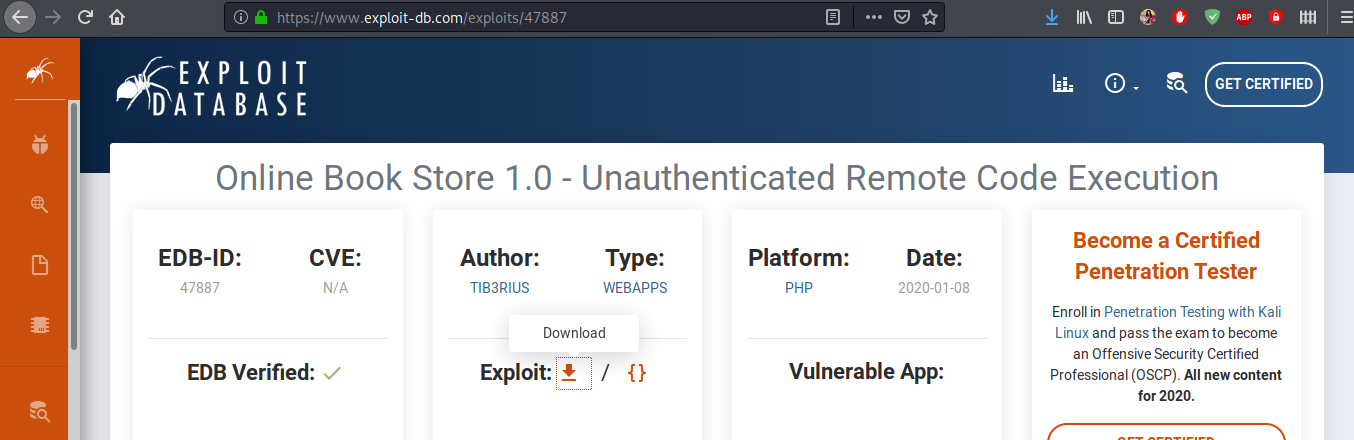 https://www.exploit-db.com/exploits/47887
ABP
EXPLOIT
DATABASE
GET CERTIFIED
Online Book Store 1.0 - Unauthenticated Remote Code Execution
EDB-ID:
47887
CVE:
N/A
EDB Verified:
Author:
TIB3RIUS
Type:
WEBAPPS
Download
Exploit: / {}
Platform:
PHP
Date:
2020-01-08
Vulnerable App:
Become a Certified
Penetration Tester
Enroll in Penetration Testing with Kali
Linux and pass the exam to become
an Offensive Security Certified
Professional (OSCP). All new content
for 2020.
GET CERTIFIED